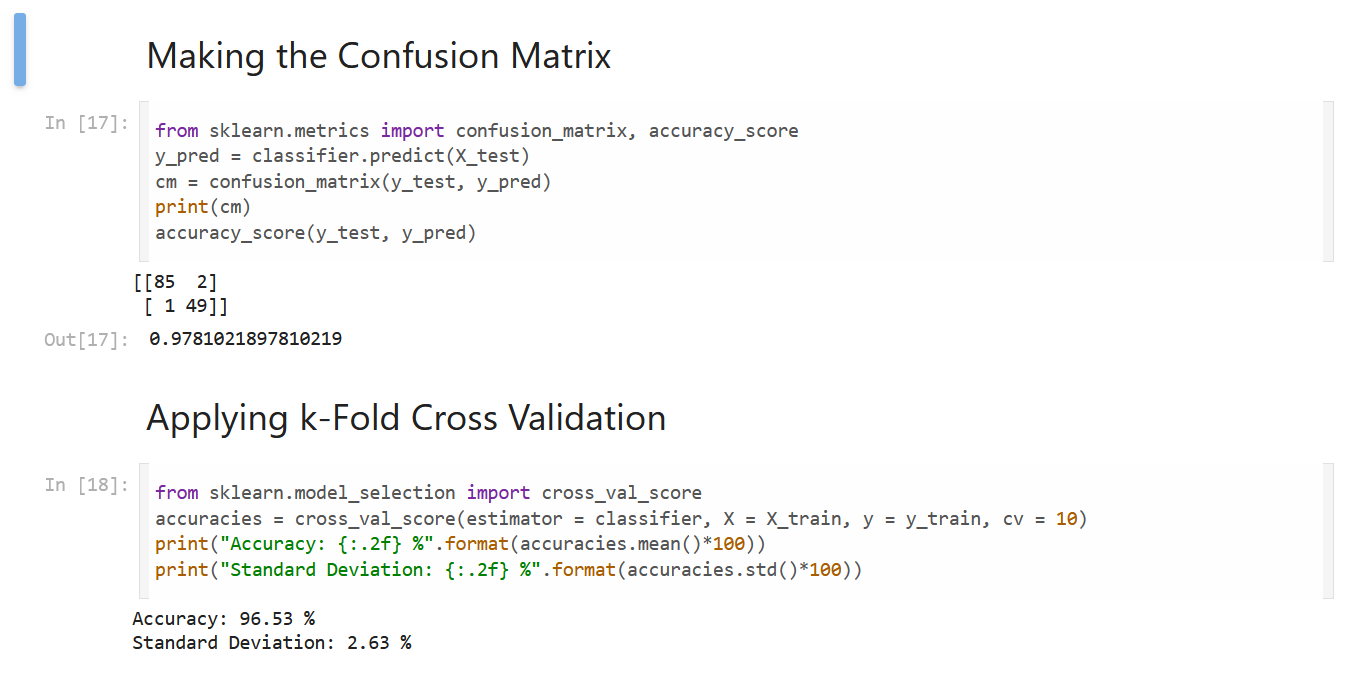 Making the Confusion Matrix
In [17]:
from sklearn.metrics import confusion_matrix, accuracy_score
y_pred = classifier.predict(X_test)
cm = confusion_matrix(y_test, y_pred)
print(cm)
accuracy_score(y_test, y_pred)
[[85  2]
 [ 1 49]]
Out[17]: 0.9781021897810219
Applying k-Fold Cross Validation
In [18]:
from sklearn.model_selection import cross_val_score
accuracies = cross_val_score(estimator = classifier, X = X_train, y = y_train, cv = 10)
print("Accuracy: {:.2f} %".format(accuracies.mean()*100))
print("Standard Deviation: {:.2f} %".format(accuracies.std()*100))
Accuracy: 96.53 %
Standard Deviation: 2.63 %